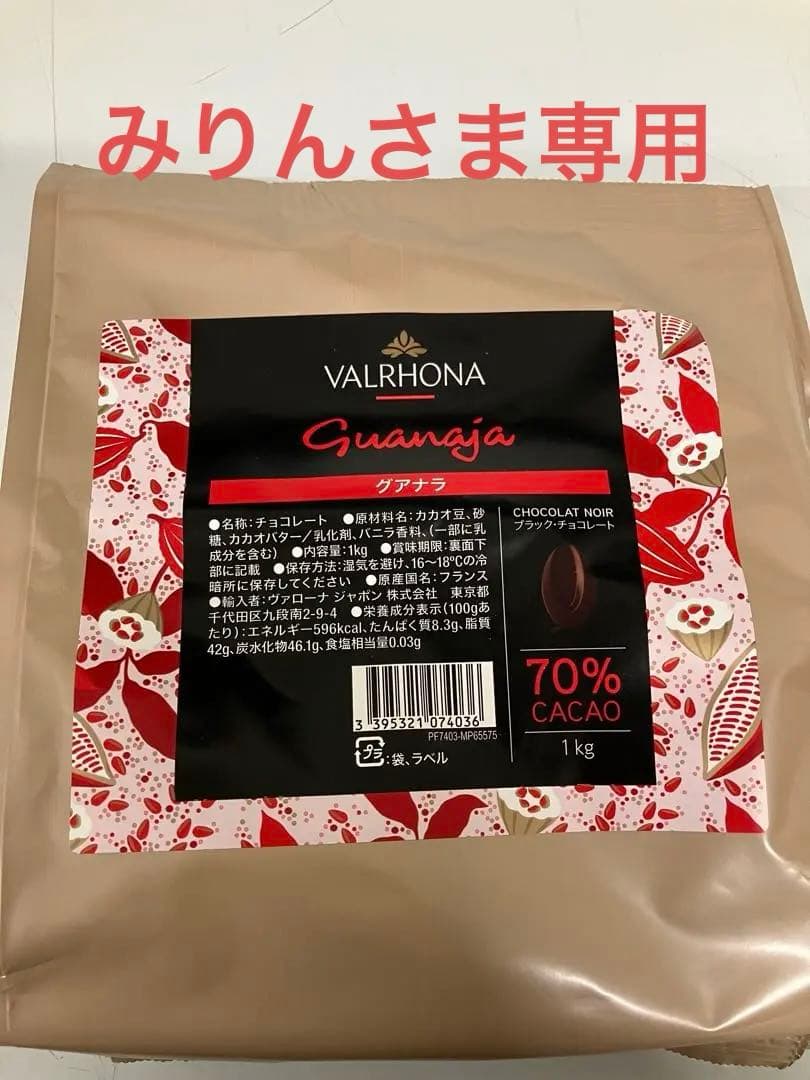 みりんさま専用
VALRHONA
Guanaja
グアナラ
●名称:チョコレート ●原材料名:カカオ豆、砂
糖、カカオバター/乳化剤、バニラ香料、(一部に乳
成分を含む) ●内容量:1kg ●賞味期限:裏面下
部に記載 ●保存方法:湿気を避け、16~18℃の冷
暗所に保存してください ●原産国名:フランス
●輸入者:ヴァローナ ジャポン 株式会社 東京都
千代田区九段南2-9-4 ●栄養成分表示(100gあ
たり):エネルギー596kcal、たんぱく質8.3g、脂質
42g、炭水化物46.1g、食塩相当量0.03g
3 395321 074036
PF7403-MP65575
プラ:袋、ラベル
CHOCOLAT NOIR
ブラック・チョコレート
70%
CACAO
1kg